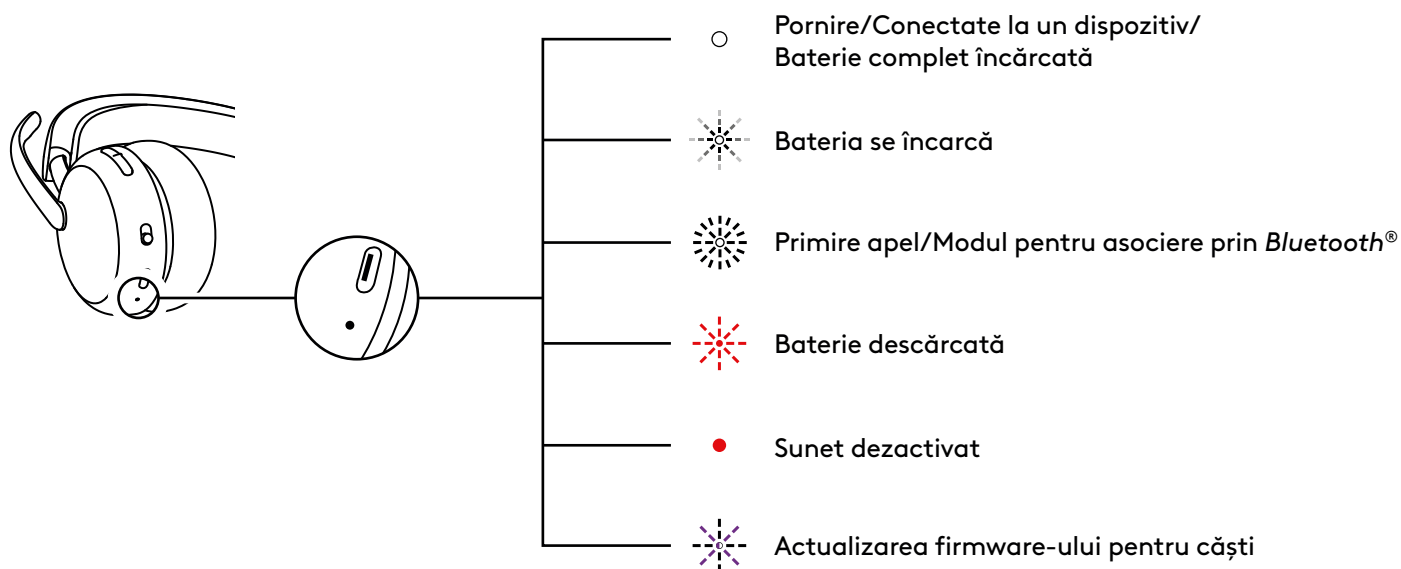 Pornire/Conectate la un dispozitiv/
Baterie complet încărcată
Bateria se încarcă
Primire apel/Modul pentru asociere prin Bluetooth®
Baterie descărcată
Sunet dezactivat
Actualizarea firmware-ului pentru căști